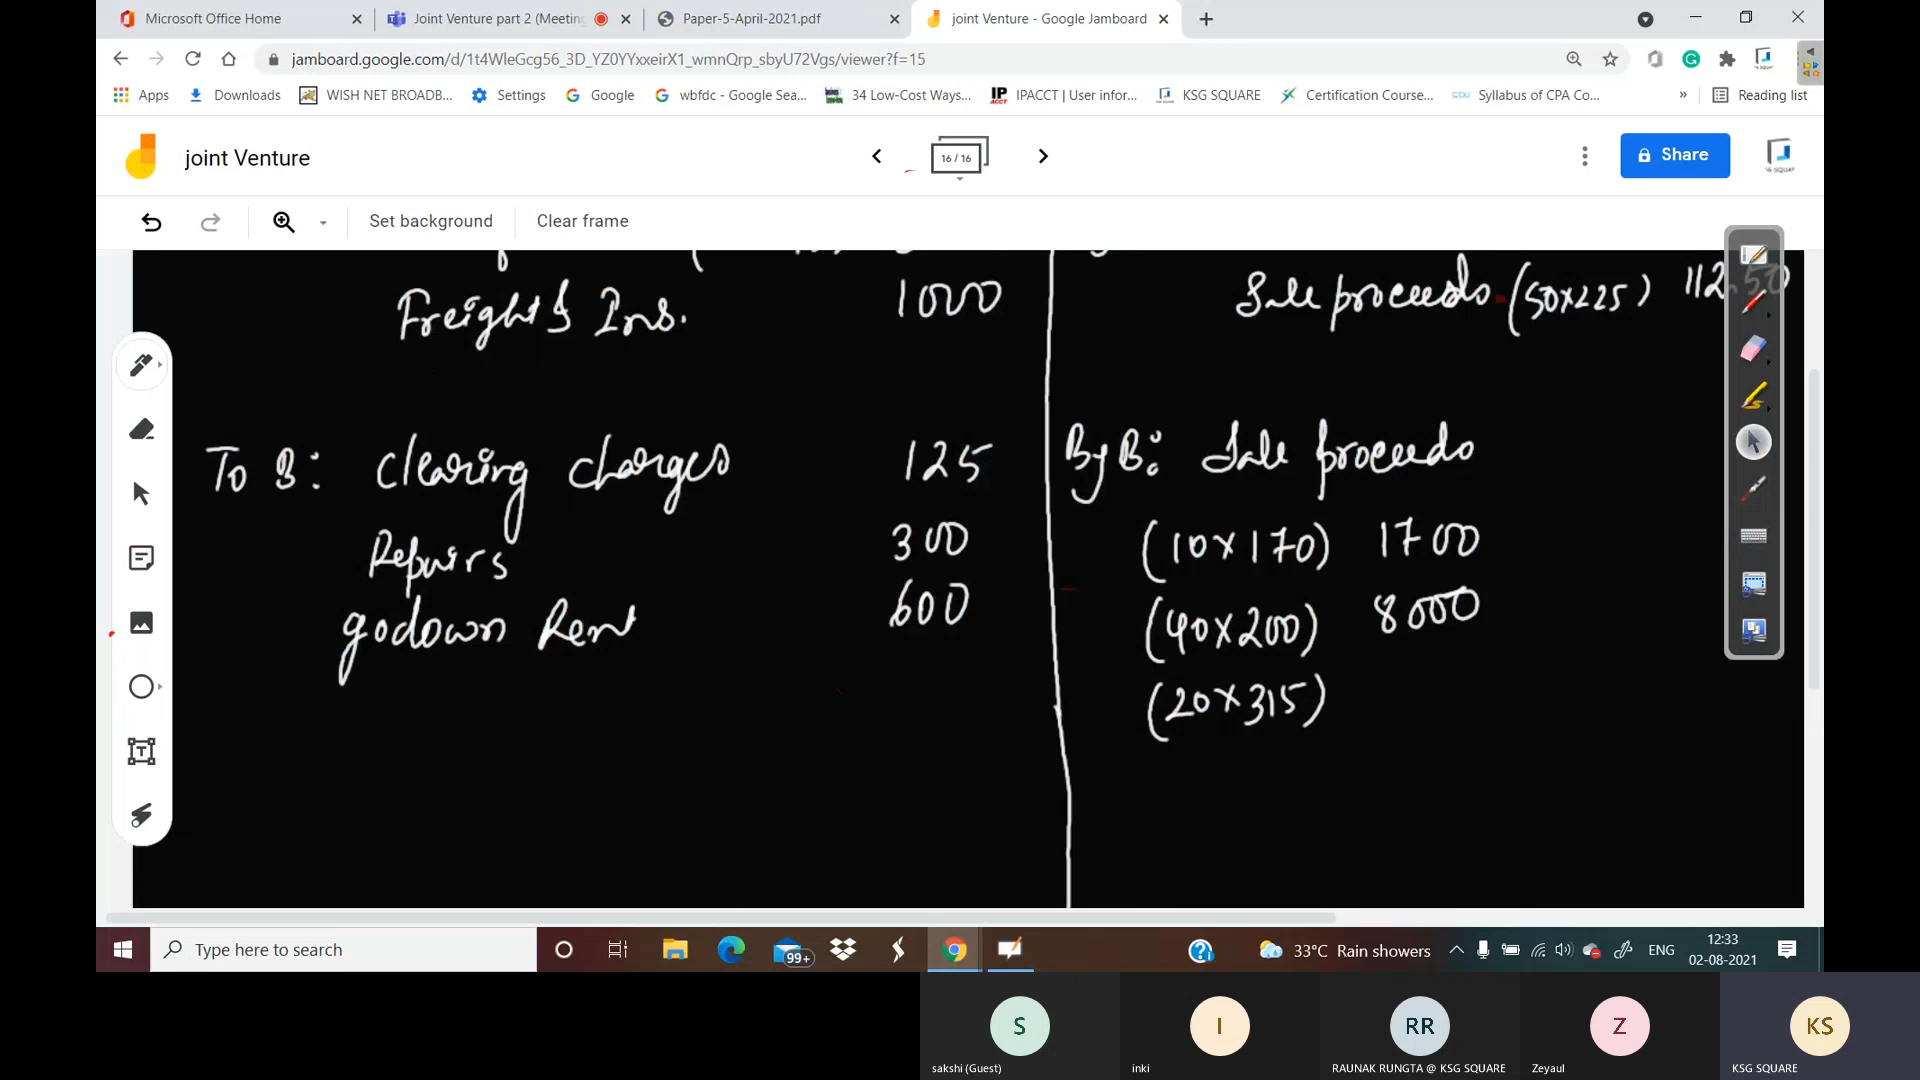 Microsoft Office Home
Joint Venture part 2 (Meeting
Paper-5-April-2021.pdf
joint Venture - Google Jamboard
jamboard.google.com/d/1t4WleGcg56_3D_YZ0YYxxeirX1_wmnQrp_sbyU72Vgs/viewer?f=15
Apps
Downloads
WISH NET BROADB...
Settings
Google
wbfdc - Google Sea...
34 Low-Cost Ways...
IPACCT | User infor...
KSG SQUARE
Certification Course...
Syllabus of CPA Co...
»
Reading list
joint Venture
16 / 16
Share
Set background
Clear frame
Freight & Ins. 1000
Sale proceeds (50x225) 11250
To B: Clearing charges 125
Repairs 300
godown Rent 600
By B: Sale proceeds
(10x170) 1700
(40x200) 8000
(20x315)
Type here to search
99+
33°C Rain showers
ENG
12:33
02-08-2021
S
I
RR
Z
KS
sakshi (Guest)
inki
RAUNAK RUNGTA @ KSG SQUARE
Zeyaul
KSG SQUARE